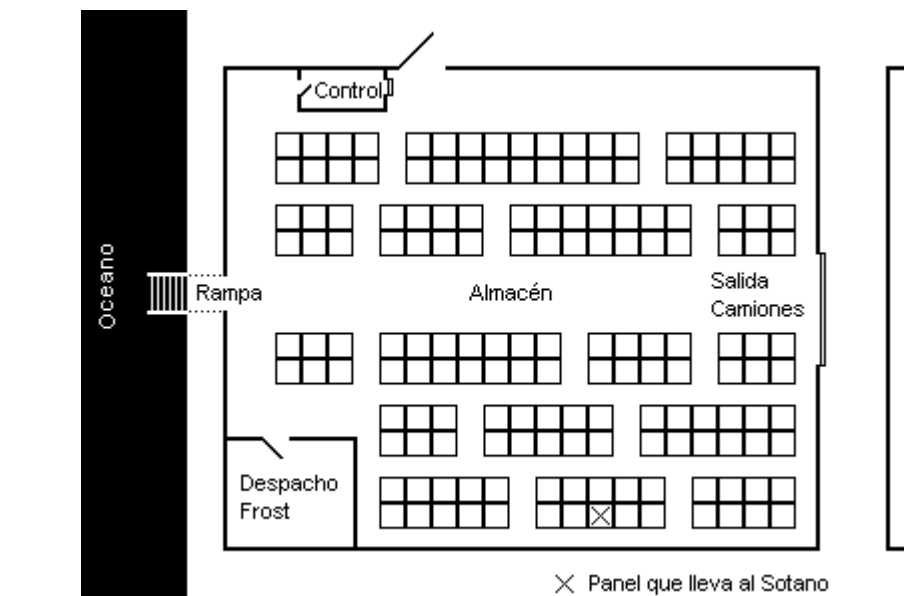 Control
Oceano
Rampa
Almacén
Salida
Camiones
Despacho
Frost
Panel que lleva al Sotano